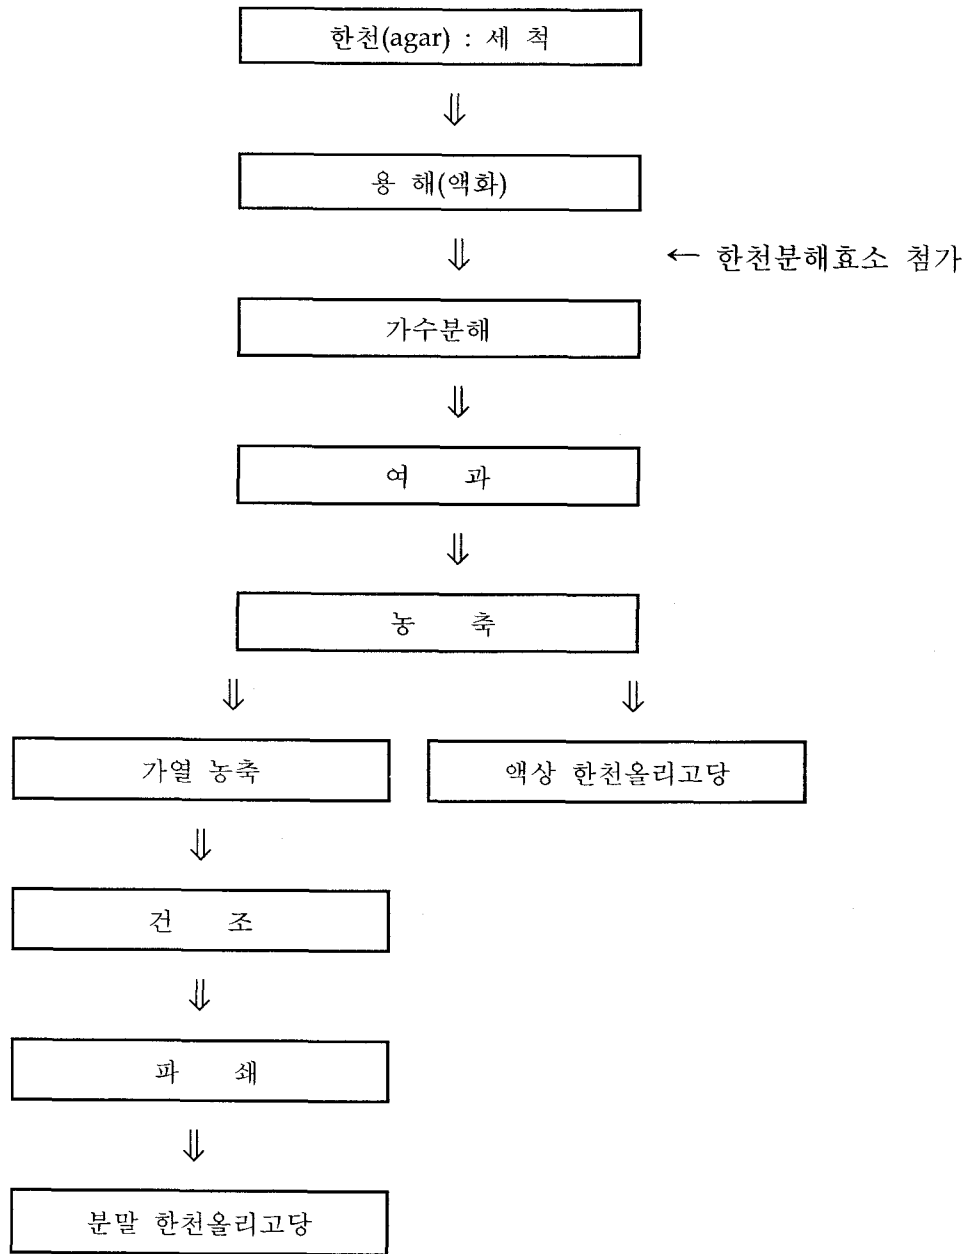 한천(agar) : 세 척
⇓
용 해(액화)
⇓ ← 한천분해효소 첨가
가수분해
⇓
여 과
⇓
농 축
⇓ ⇓
가열 농축 액상 한천올리고당
⇓
건 조
⇓
파 쇄
⇓
분말 한천올리고당